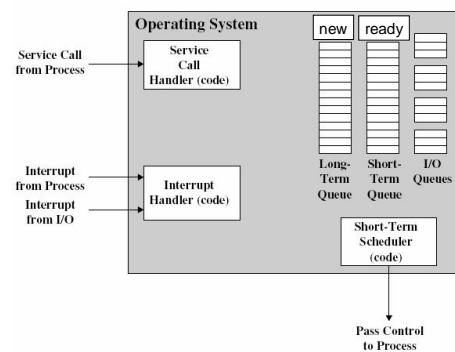 Operating System
Service Call
from Process
Service
Call
Handler (code)
Interrupt
from Process
Interrupt
from I/O
Interrupt
Handler (code)
new
ready
Long-
Term
Queue
Short-
Term
Queue
I/O
Queues
Short-Term
Scheduler
(code)
Pass Control
to Process